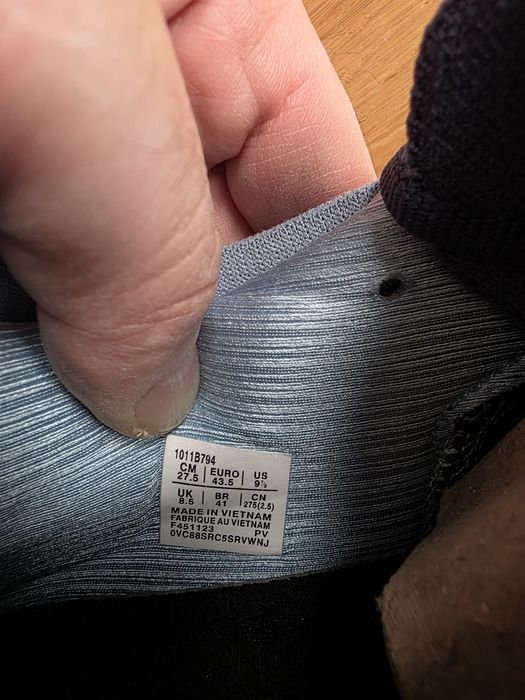 1011B794
CM | EURO | US
27.5 | 43.5 | 9½
UK | BR | CN
8.5 | 41 | 275(2.5)
MADE IN VIETNAM
FABRIQUE AU VIETNAM
F451123 PV
0VC88SRC5SRVWNJ